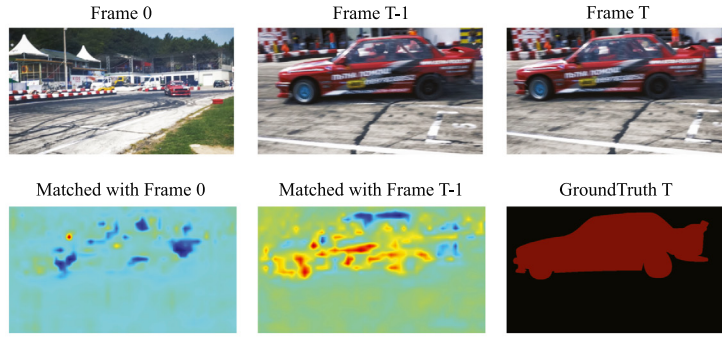 Frame 0
Frame T-1
Frame T
Matched with Frame 0
Matched with Frame T-1
GroundTruth T